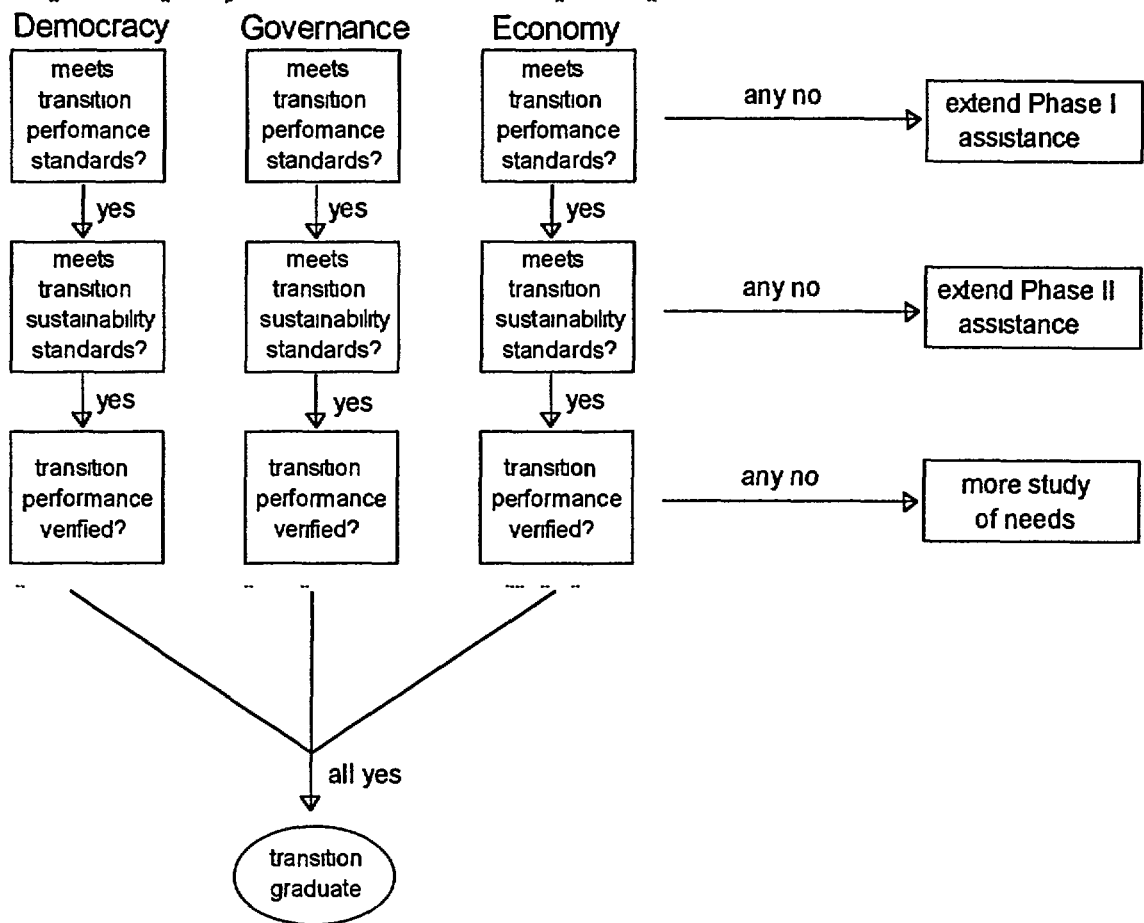 Democracy
Governance
Economy
meets
transition
perfomance
standards?
meets
transition
perfomance
standards?
meets
transition
perfomance
standards?
any no
extend Phase I
assistance
yes
yes
yes
meets
transition
sustainability
standards?
meets
transition
sustainability
standards?
meets
transition
sustainability
standards?
any no
extend Phase II
assistance
yes
yes
yes
transition
performance
verified?
transition
performance
verified?
transition
performance
verified?
any no
more study
of needs
all yes
transition
graduate